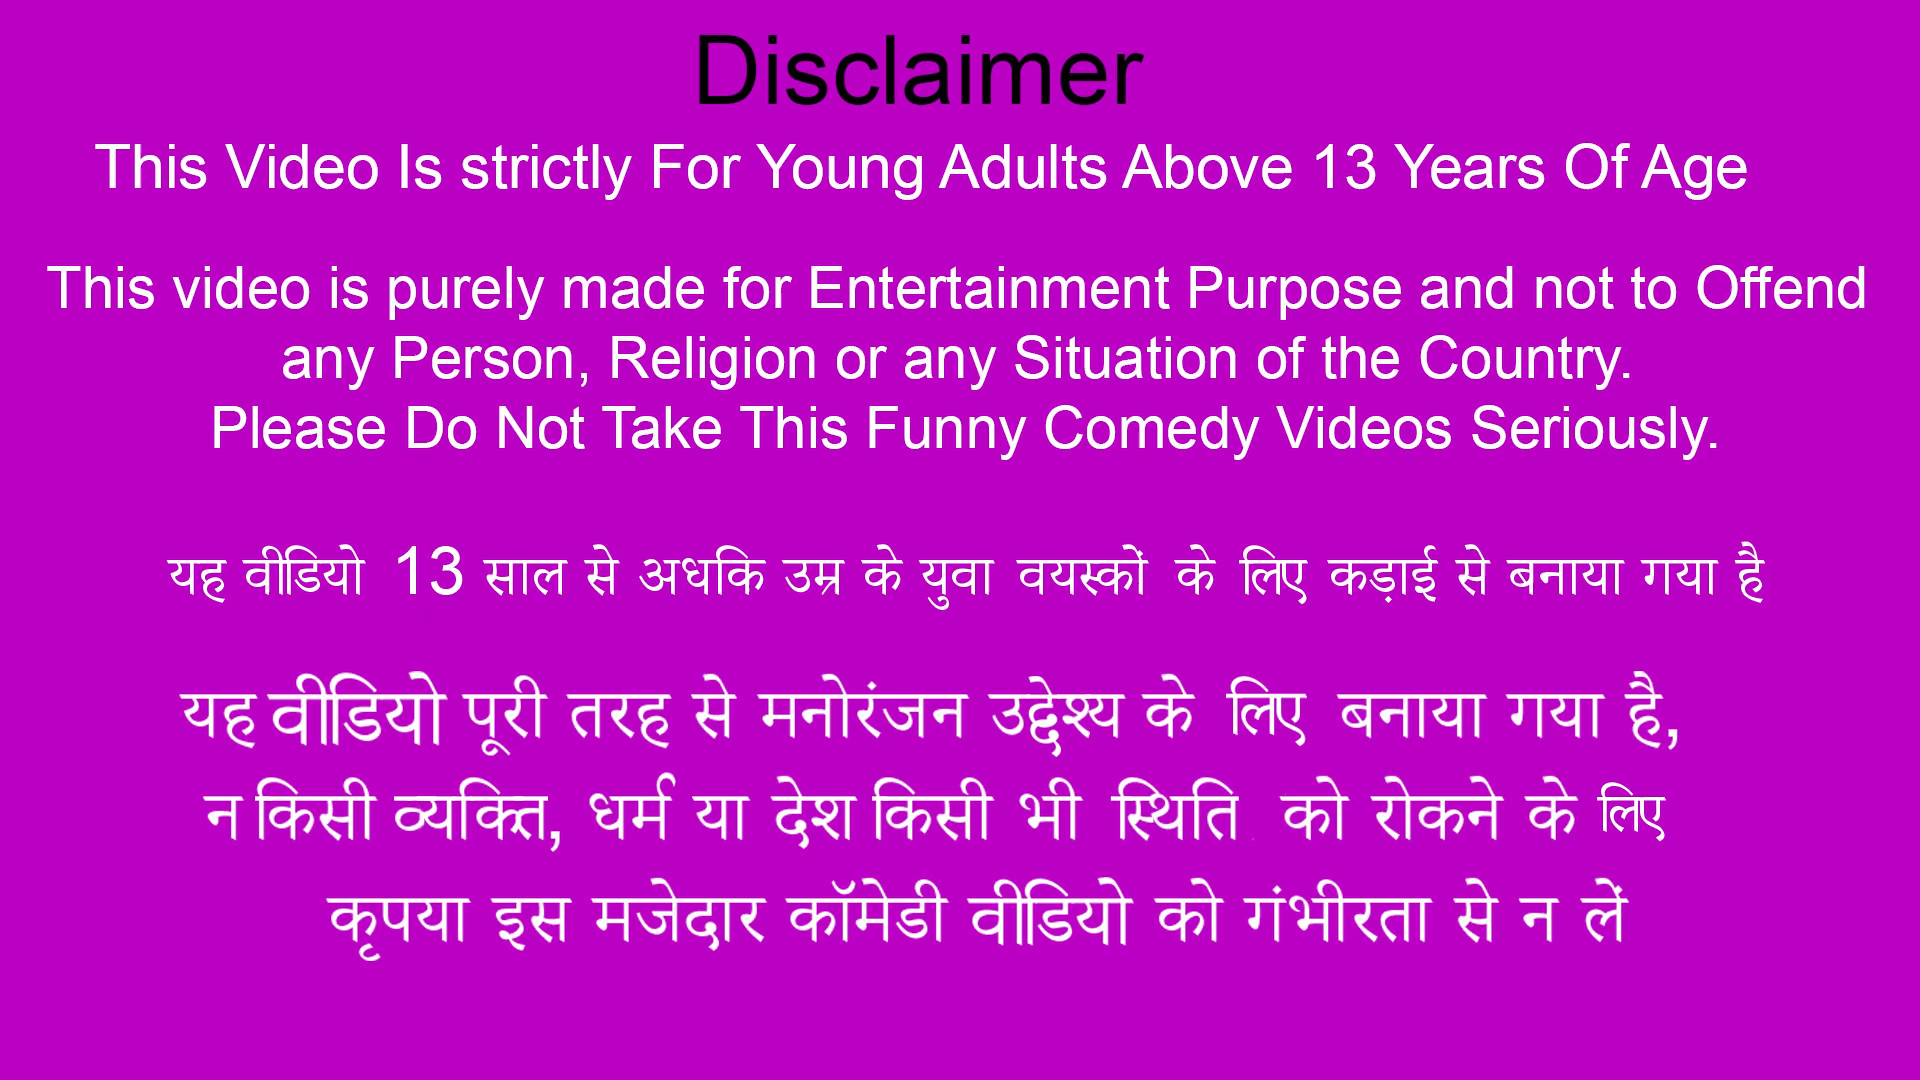 Disclaimer
This Video Is strictly For Young Adults Above 13 Years Of Age
This video is purely made for Entertainment Purpose and not to Offend
any Person, Religion or any Situation of the Country.
Please Do Not Take This Funny Comedy Videos Seriously.
यह वीडियो 13 साल से अधकि उम्र के युवा वयस्कों के लिए कड़ाई से बनाया गया है
यह वीडियो पूरी तरह से मनोरंजन उद्देश्य के लिए बनाया गया है,
न किसी व्यक्ति, धर्म या देश किसी भी स्थिति को रोकने के लिए
कृपया इस मजेदार कॉमेडी वीडियो को गंभीरता से न लें